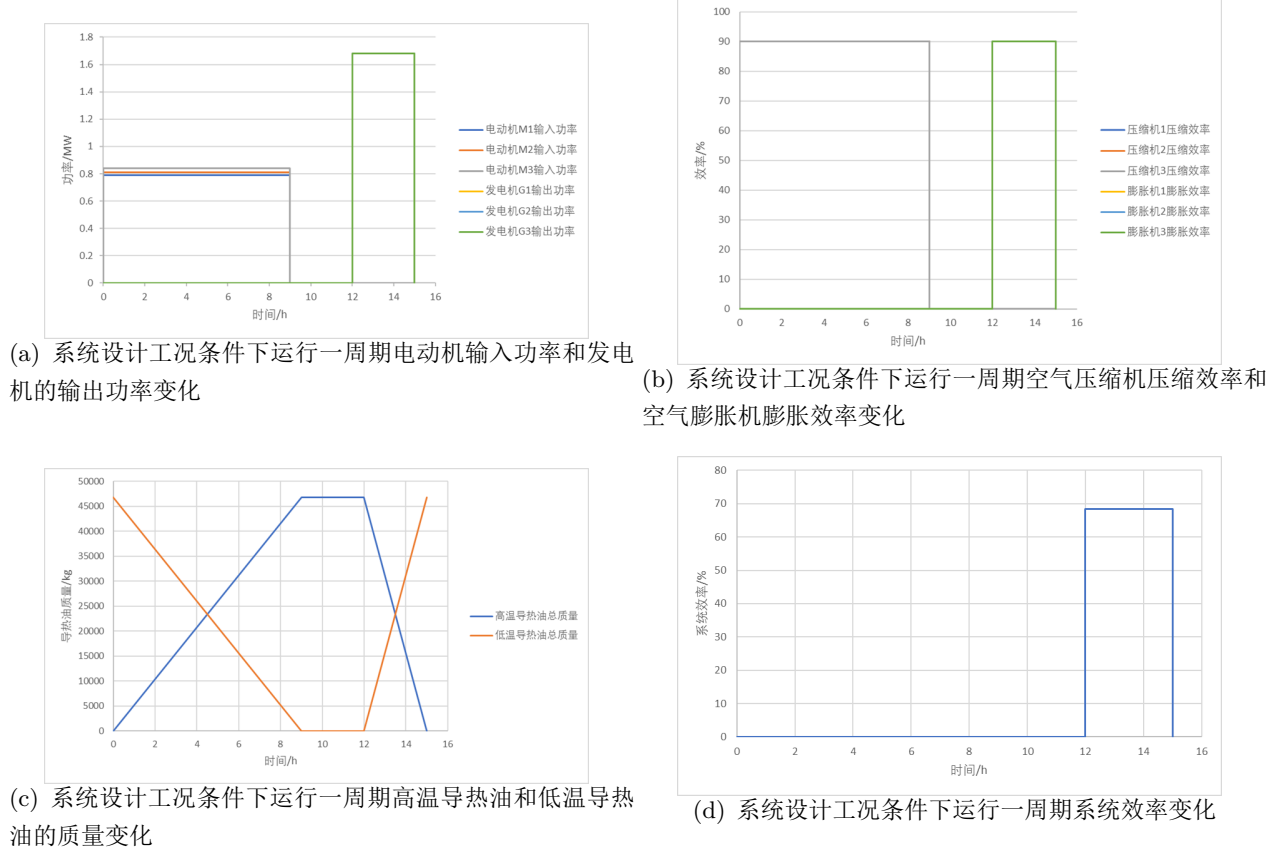 1.8
1.6
1.4
1.2
1
0.8
0.6
0.4
0.2
0
功率/MW
0 2 4 6 8 10 12 14 16
时间/h
电动机M1输入功率
电动机M2输入功率
电动机M3输入功率
发电机G1输出功率
发电机G2输出功率
发电机G3输出功率
(a) 系统设计工况条件下运行一周期电动机输入功率和发电
机的输出功率变化
100
90
80
70
60
50
40
30
20
10
0
效率/%
0 2 4 6 8 10 12 14 16
时间/h
压缩机1压缩效率
压缩机2压缩效率
压缩机3压缩效率
膨胀机1膨胀效率
膨胀机2膨胀效率
膨胀机3膨胀效率
(b) 系统设计工况条件下运行一周期空气压缩机压缩效率和
空气膨胀机膨胀效率变化
50000
45000
40000
35000
30000
25000
20000
15000
10000
5000
0
导热油质量/kg
0 2 4 6 8 10 12 14 16
时间/h
高温导热油总质量
低温导热油总质量
(c) 系统设计工况条件下运行一周期高温导热油和低温导热
油的质量变化
80
70
60
50
40
30
20
10
0
系统效率/%
0 2 4 6 8 10 12 14 16
时间/h
(d) 系统设计工况条件下运行一周期系统效率变化